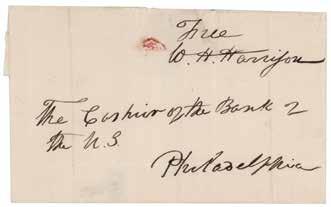 Free
W. H. Harrison
The Cashier of the Bank of
the U.S
Philadelphia